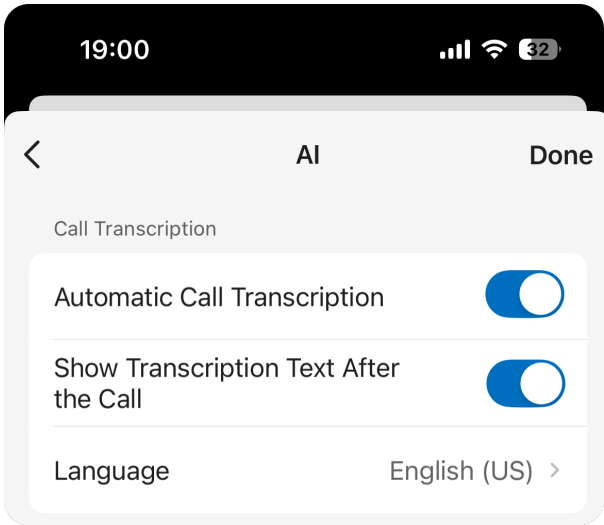 19:00 32
AI Done
Call Transcription
Automatic Call Transcription
Show Transcription Text After
the Call
Language English (US)